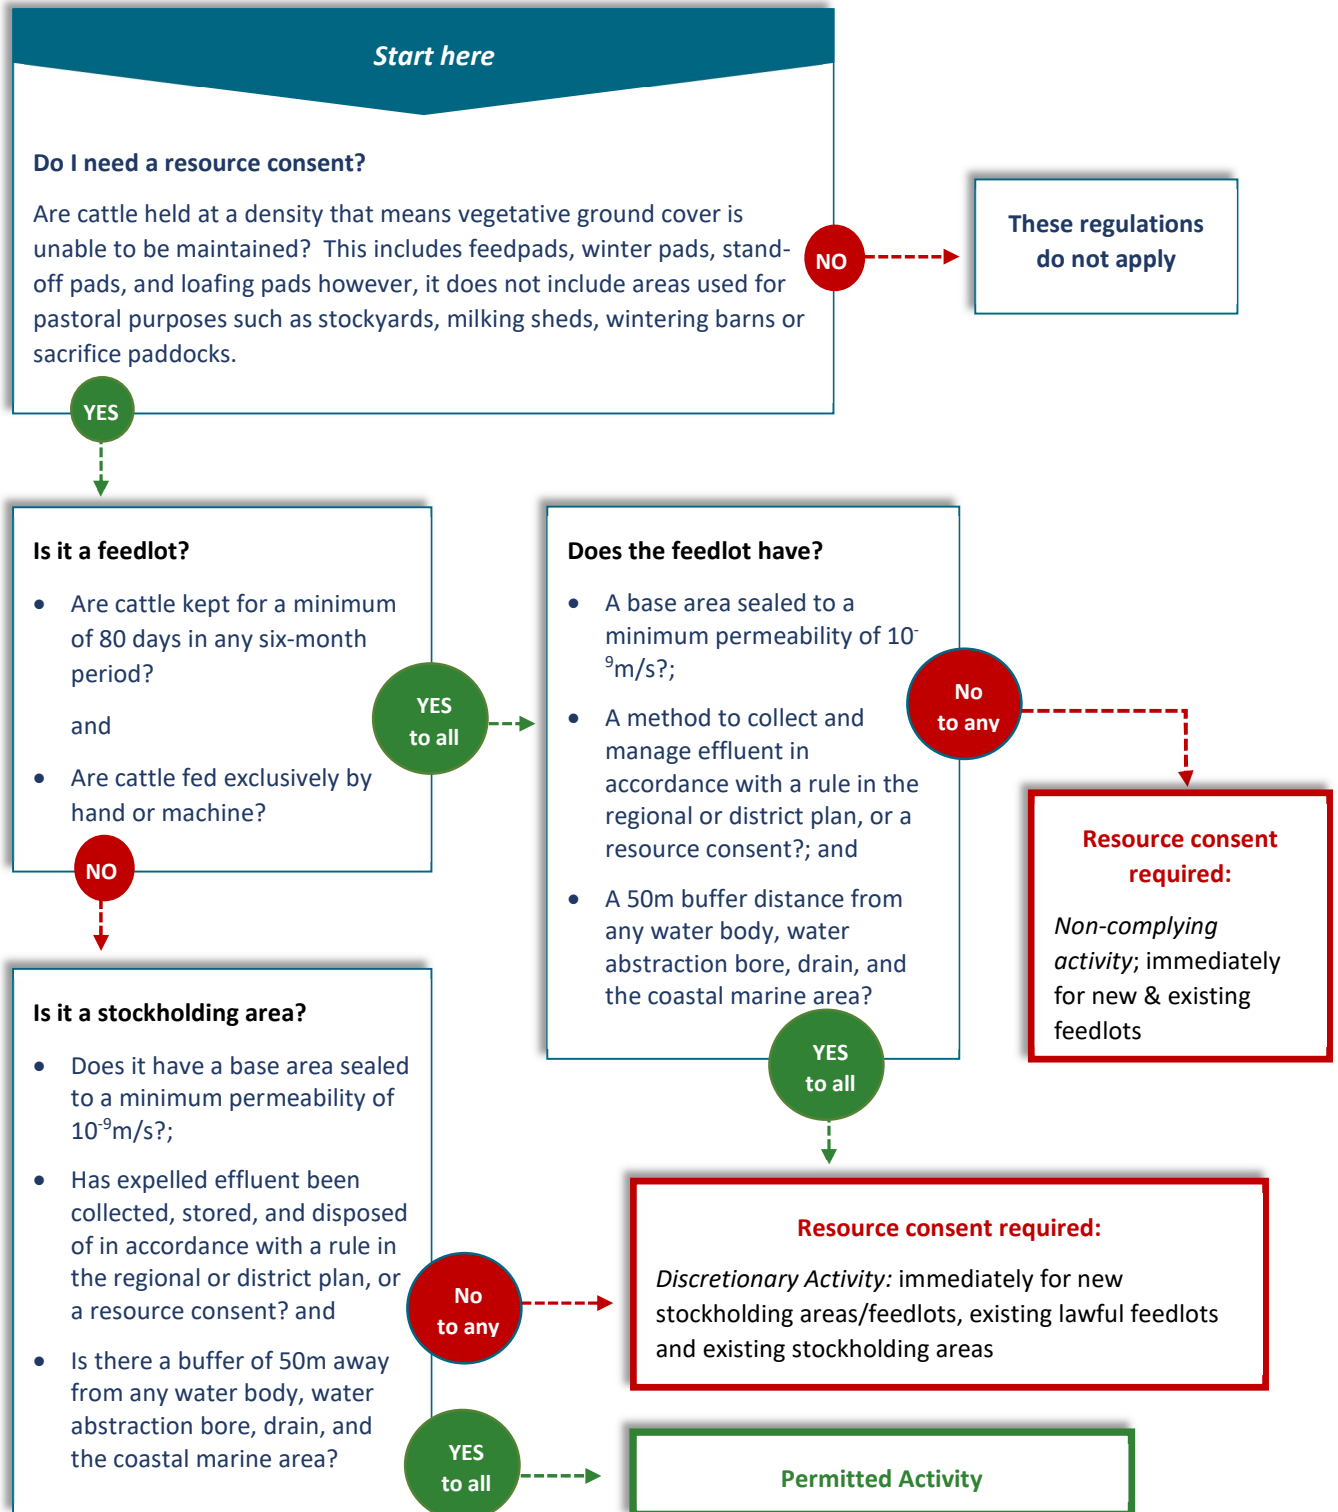 Start here
Do I need a resource consent?
Are cattle held at a density that means vegetative ground cover is
unable to be maintained?  This includes feedpads, winter pads, stand-
off pads, and loafing pads however, it does not include areas used for
pastoral purposes such as stockyards, milking sheds, wintering barns or
sacrifice paddocks.
NO
These regulations
do not apply
YES
Is it a feedlot?
• Are cattle kept for a minimum
of 80 days in any six-month
period?
and
• Are cattle fed exclusively by
hand or machine?
YES
to all
NO
Does the feedlot have?
• A base area sealed to a
minimum permeability of 10⁻
⁹m/s?;
• A method to collect and
manage effluent in
accordance with a rule in the
regional or district plan, or a
resource consent?; and
• A 50m buffer distance from
any water body, water
abstraction bore, drain, and
the coastal marine area?
No
to any
Resource consent
required:
Non-complying
activity; immediately
for new & existing
feedlots
YES
to all
Is it a stockholding area?
• Does it have a base area sealed
to a minimum permeability of
10⁻⁹m/s?;
• Has expelled effluent been
collected, stored, and disposed
of in accordance with a rule in
the regional or district plan, or
a resource consent? and
• Is there a buffer of 50m away
from any water body, water
abstraction bore, drain, and
the coastal marine area?
No
to any
Resource consent required:
Discretionary Activity: immediately for new
stockholding areas/feedlots, existing lawful feedlots
and existing stockholding areas
YES
to all
Permitted Activity